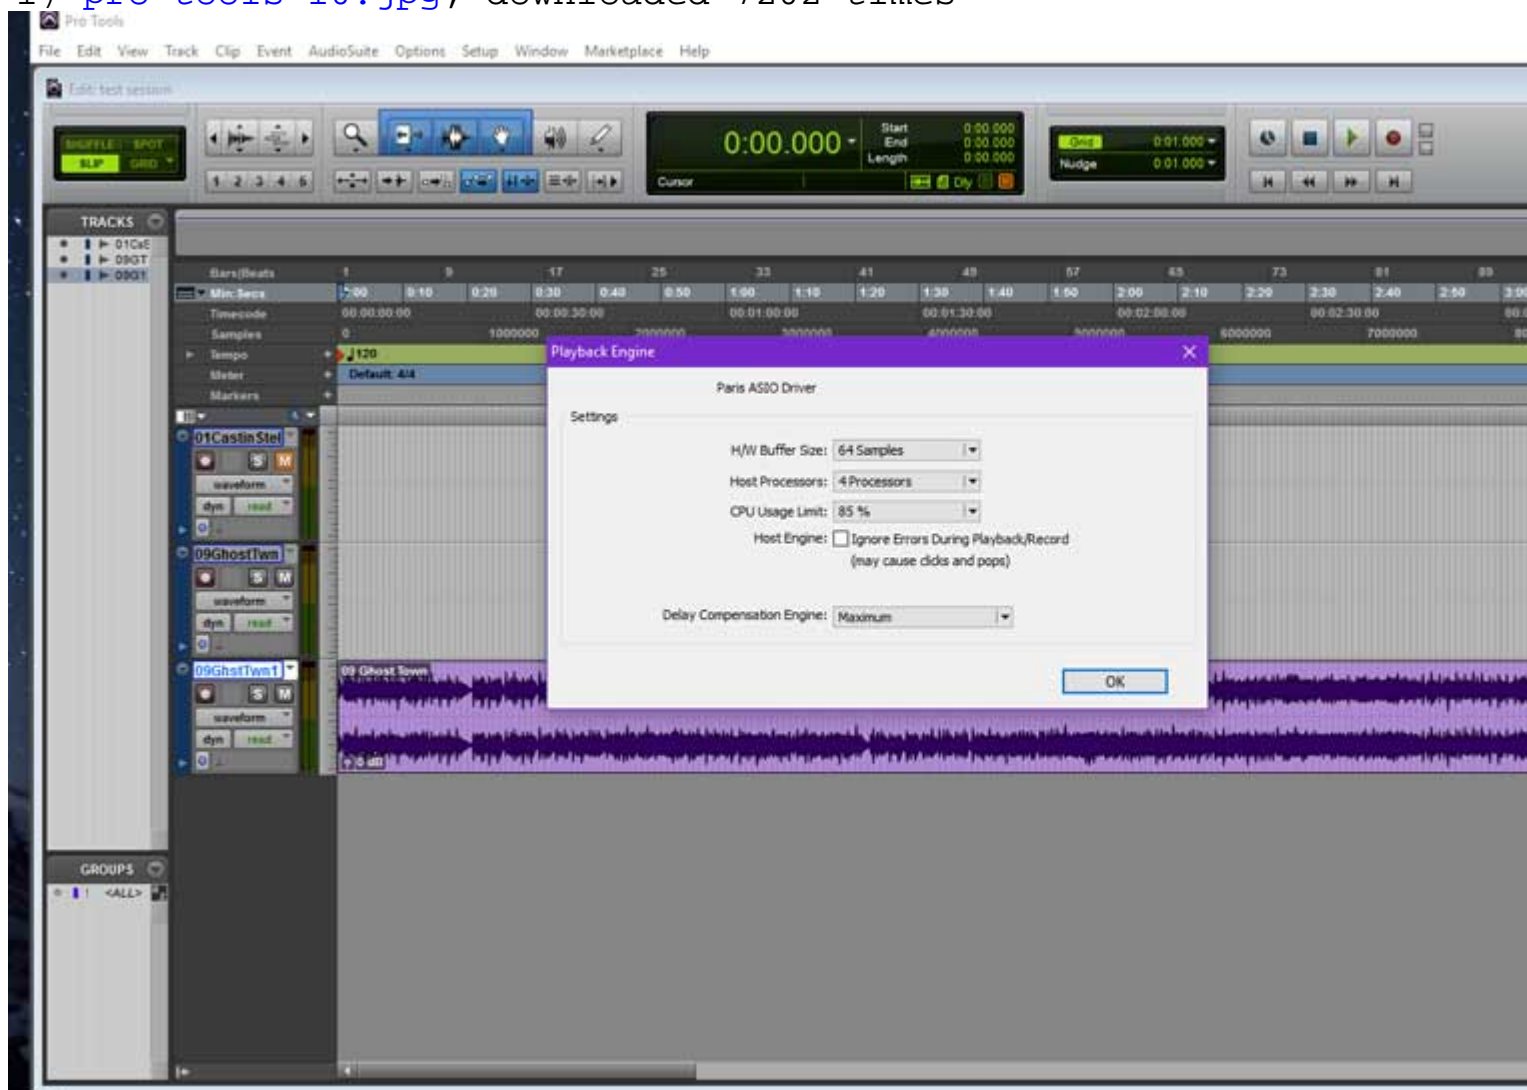 1) pro tools 10.jpg, downloaded 7202 times
Pro Tools
File Edit View Track Clip Event AudioSuite Options Setup Window Marketplace Help
Edit: test session
SHUFFLE SPOT
SLIP GRID
1 2 3 4 5
0:00.000
Start 0:00.000
End 0:00.000
Length 0:00.000
Cursor
Dly
Grid 0:01.000
Nudge 0:01.000
TRACKS
09GT
Bars|Beats 1 9 17 25 33 41 49 57 65 73 81 89
Min:Secs 0:00 0:10 0:20 0:30 0:40 0:50 1:00 1:10 1:20 1:30 1:40 1:50 2:00 2:10 2:20 2:30 2:40 2:50 3:00
Timecode 00:00:00:00 00:00:30:00 00:01:00:00 00:01:30:00 00:02:00:00 00:02:30:00
Samples 0 1000000 2000000 3000000 4000000 5000000 6000000 7000000
Tempo 120
Meter Default: 4/4
Markers
01CastinStel
S M
waveform
dyn read
09GhostTwn
S M
waveform
dyn read
09GhstTwn1
S M
waveform
dyn read
09 Ghost Town
0 dB
Playback Engine
Paris ASIO Driver
Settings
H/W Buffer Size: 64 Samples
Host Processors: 4 Processors
CPU Usage Limit: 85 %
Host Engine: Ignore Errors During Playback/Record
(may cause clicks and pops)
Delay Compensation Engine: Maximum
OK
GROUPS
! <ALL>